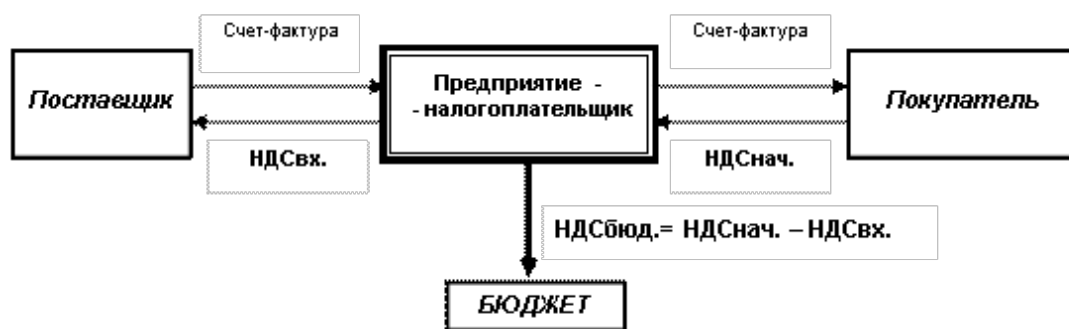 Счет-фактура
Счет-фактура
Поставщик
Предприятие -
- налогоплательщик
Покупатель
НДСвх.
НДСнач.
НДСбюд.= НДСнач. – НДСвх.
БЮДЖЕТ